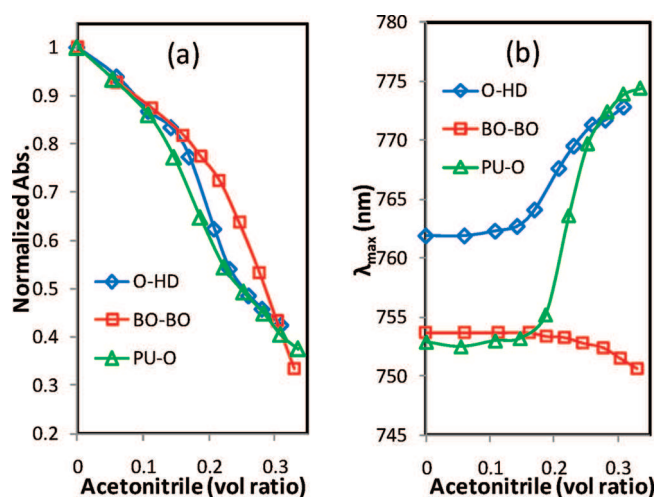 (a)
Normalized Abs.
1
0.9
0.8
0.7
0.6
0.5
0.4
0.3
0.2
O-HD
BO-BO
PU-O
0 0.1 0.2 0.3
Acetonitrile (vol ratio)
(b)
λmax (nm)
780
775
770
765
760
755
750
745
O-HD
BO-BO
PU-O
0 0.1 0.2 0.3
Acetonitrile (vol ratio)